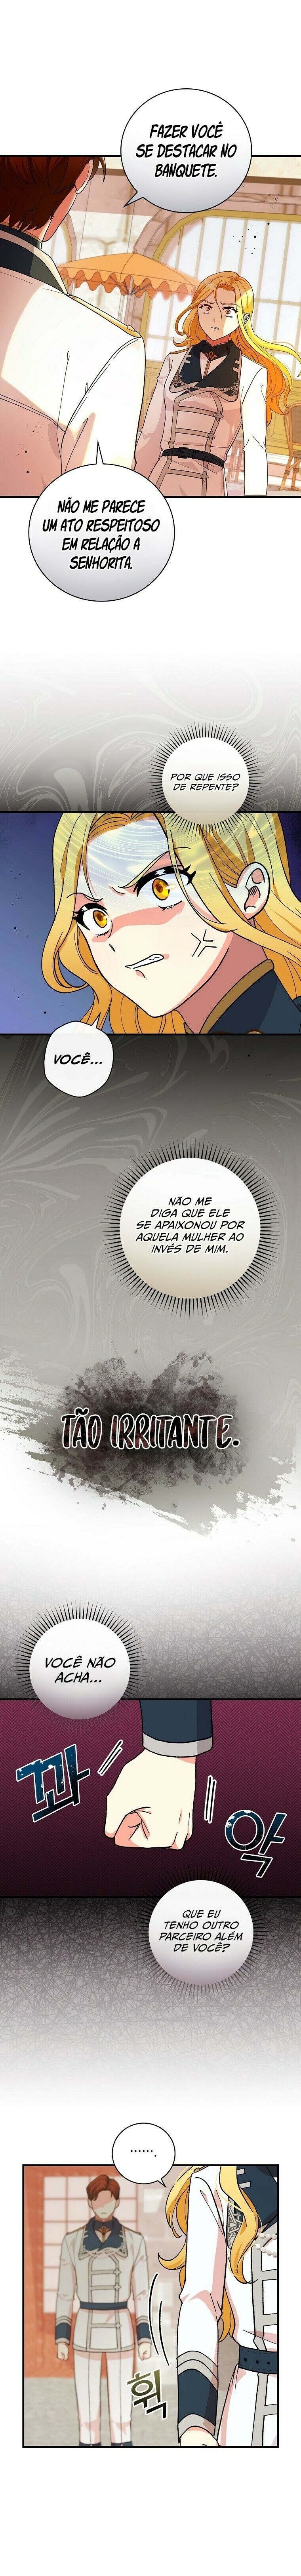 FAZER VOCÊ
SE DESTACAR NO
BANQUETE.
NÃO ME PARECE
UM ATO RESPEITOSO
EM RELAÇÃO A
SENHORITA.
POR QUE ISSO
DE REPENTE?
VOCÊ...
NÃO ME
DIGA QUE ELE
SE APAIXONOU POR
AQUELA MULHER AO
INVÉS DE MIM.
TÃO IRRITANTE.
VOCÊ NÃO
ACHA...
꽈
악
QUE EU
TENHO OUTRO
PARCEIRO ALÉM
DE VOCÊ?
.......
휙